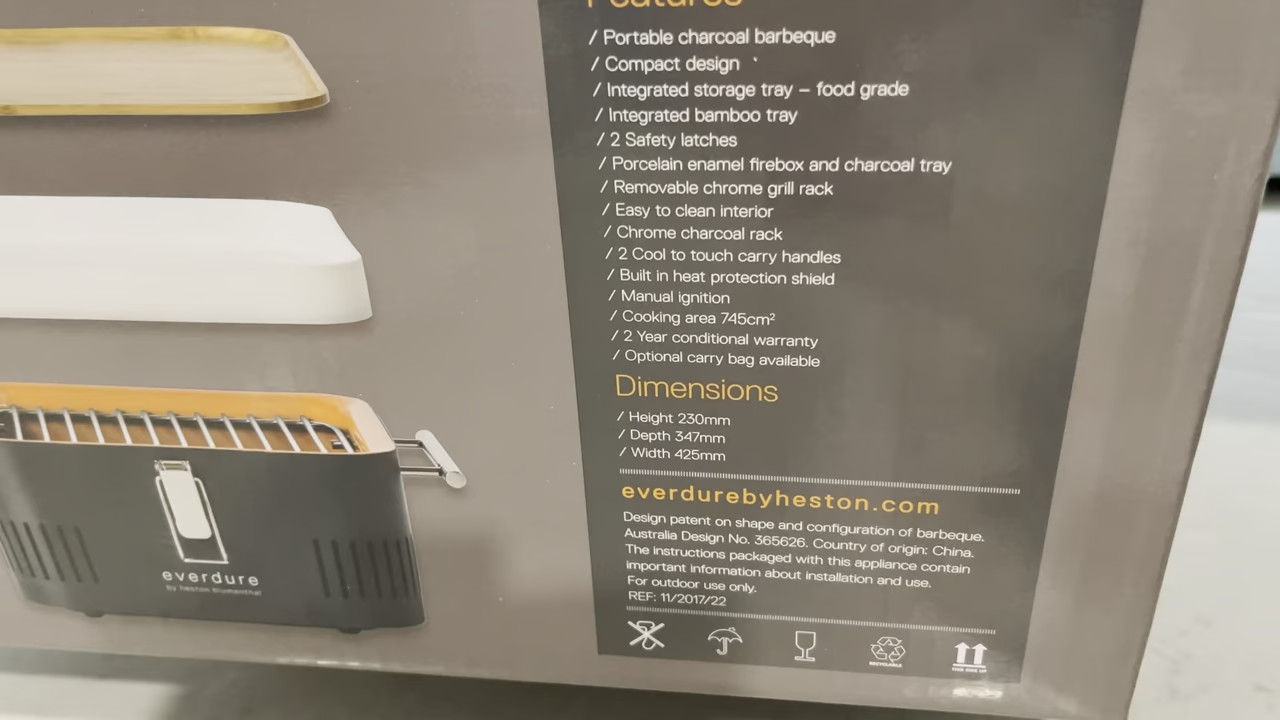 Features
/ Portable charcoal barbeque
/ Compact design
/ Integrated storage tray – food grade
/ Integrated bamboo tray
/ 2 Safety latches
/ Porcelain enamel firebox and charcoal tray
/ Removable chrome grill rack
/ Easy to clean interior
/ Chrome charcoal rack
/ 2 Cool to touch carry handles
/ Built in heat protection shield
/ Manual ignition
/ Cooking area 745cm²
/ 2 Year conditional warranty
/ Optional carry bag available
Dimensions
/ Height 230mm
/ Depth 347mm
/ Width 425mm
everdurebyheston.com
Design patent on shape and configuration of barbeque.
Australia Design No. 365626. Country of origin: China.
The instructions packaged with this appliance contain
important information about installation and use.
For outdoor use only.
REF: 11/2017/22
RECYCLABLE
everdure
by heston blumenthal